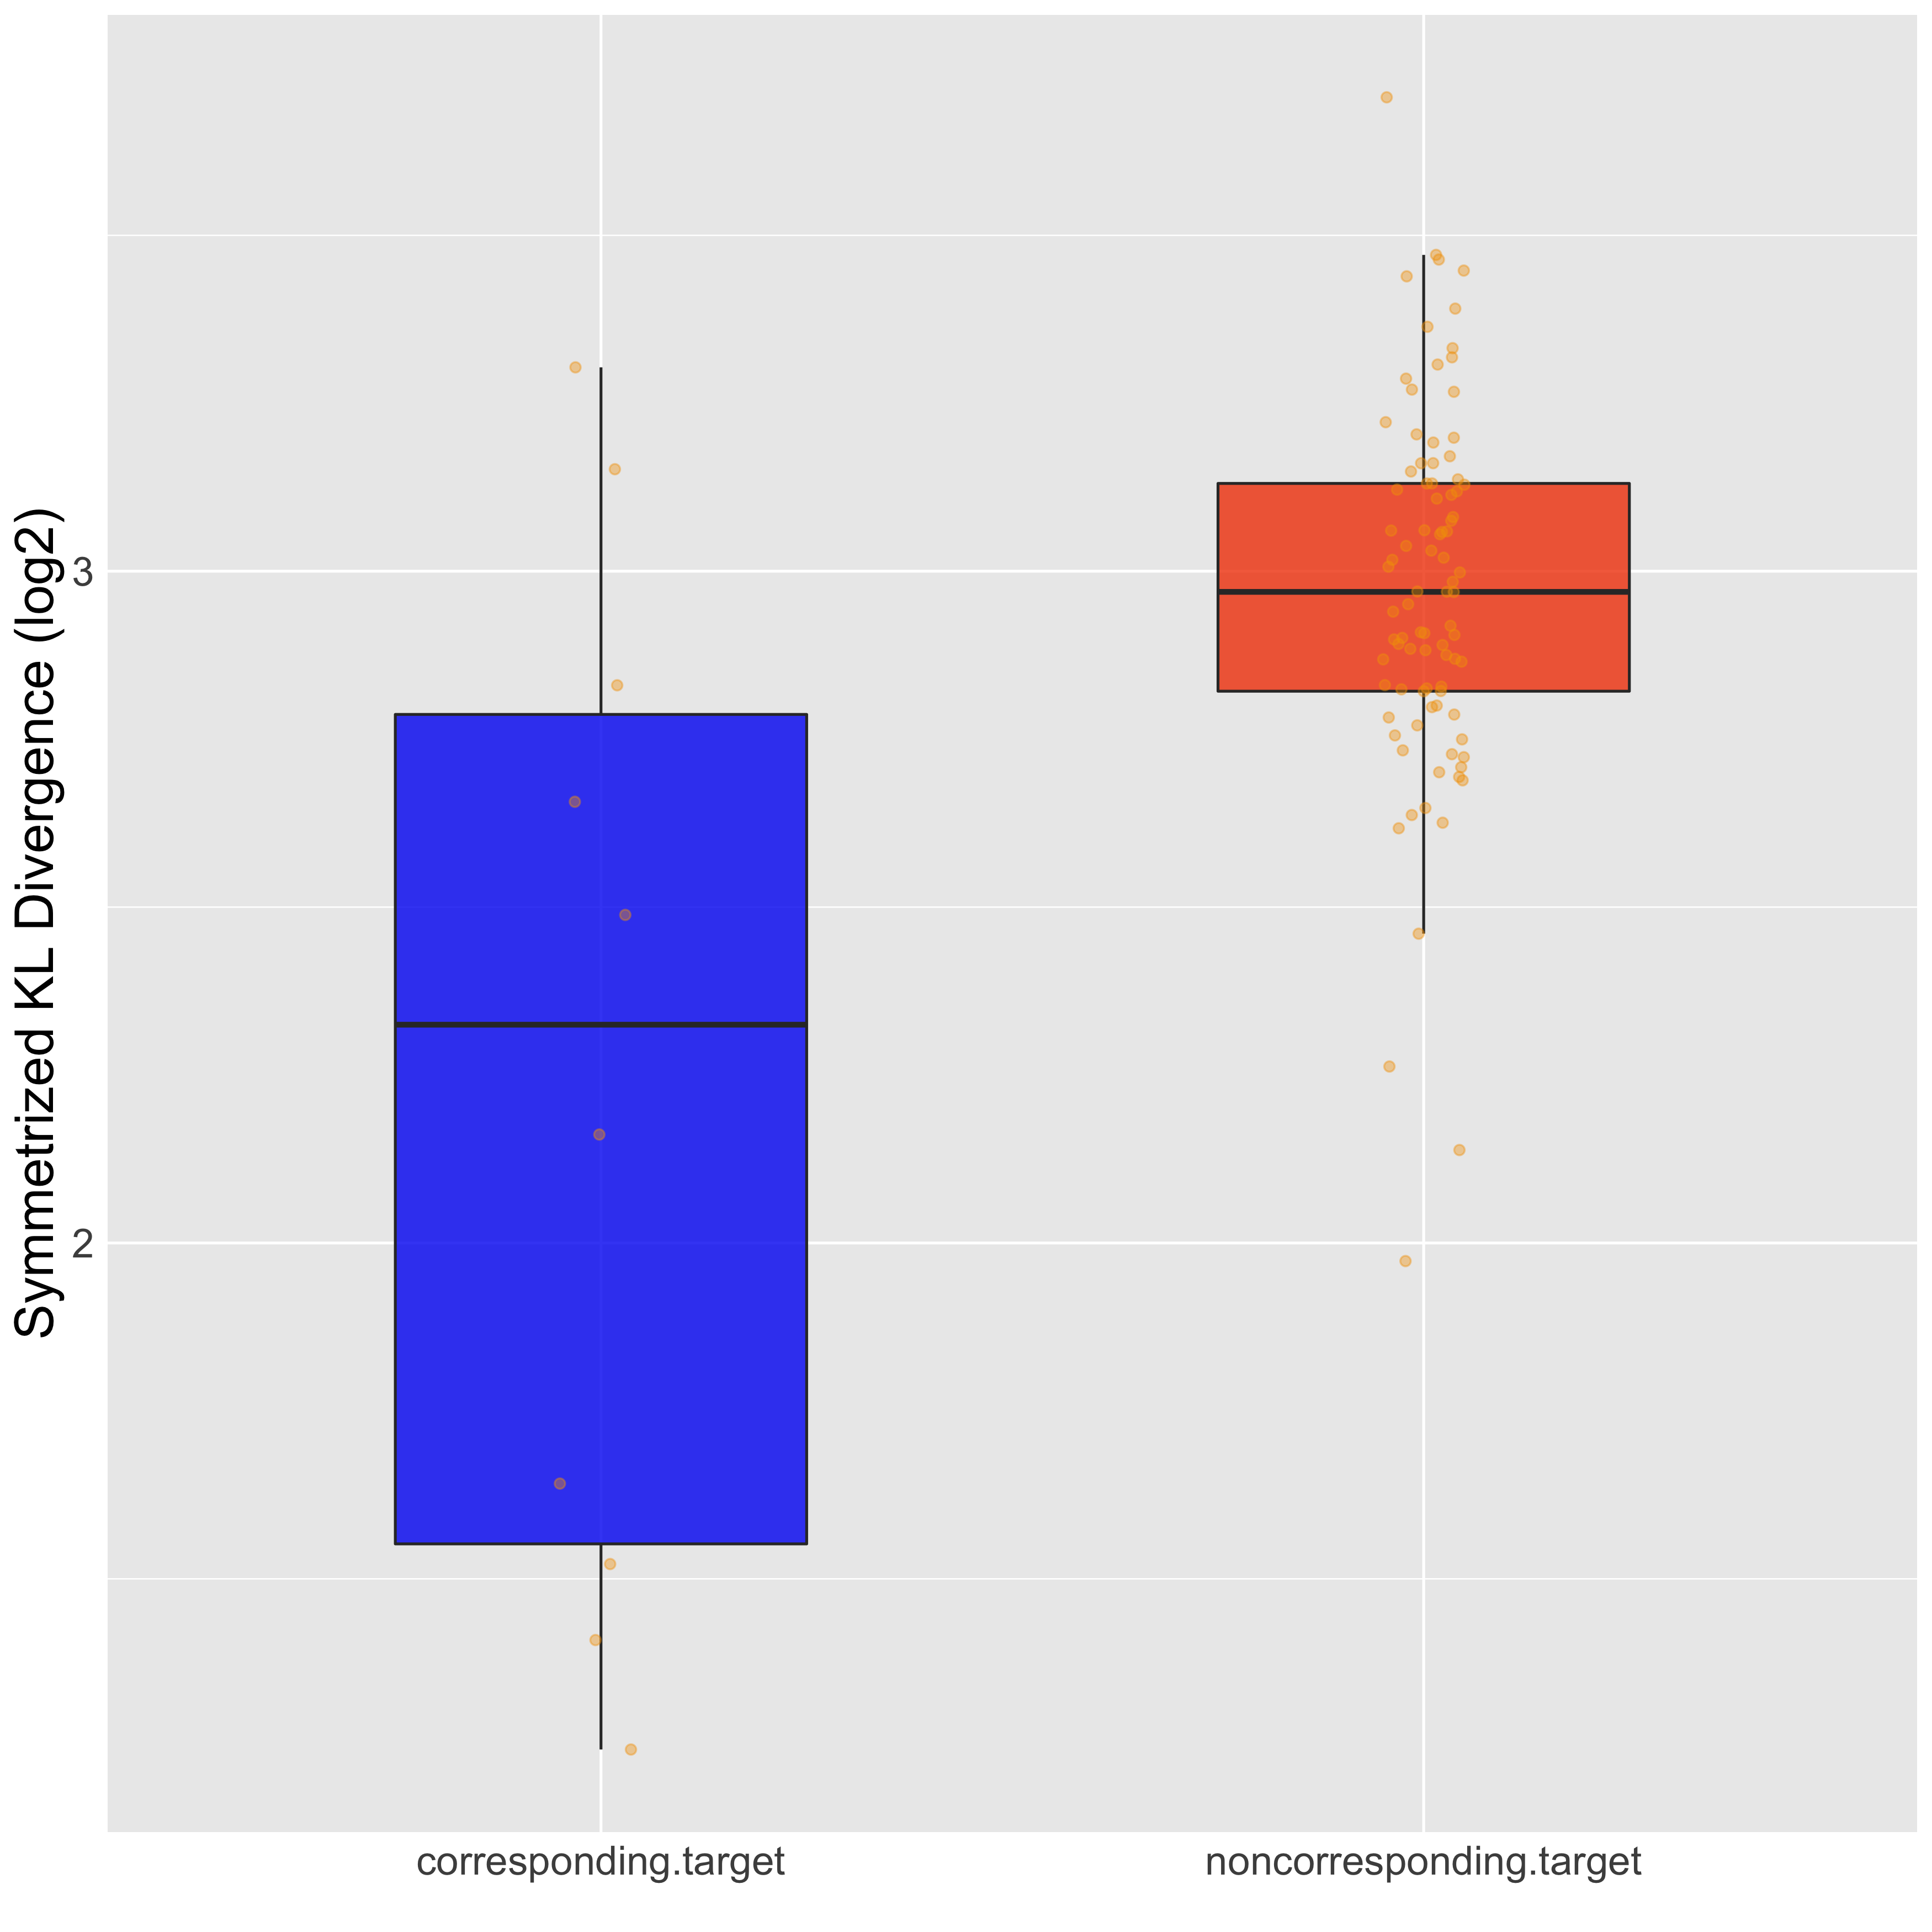 Symmetrized KL Divergence (log2)
3
2
corresponding.target
noncorresponding.target